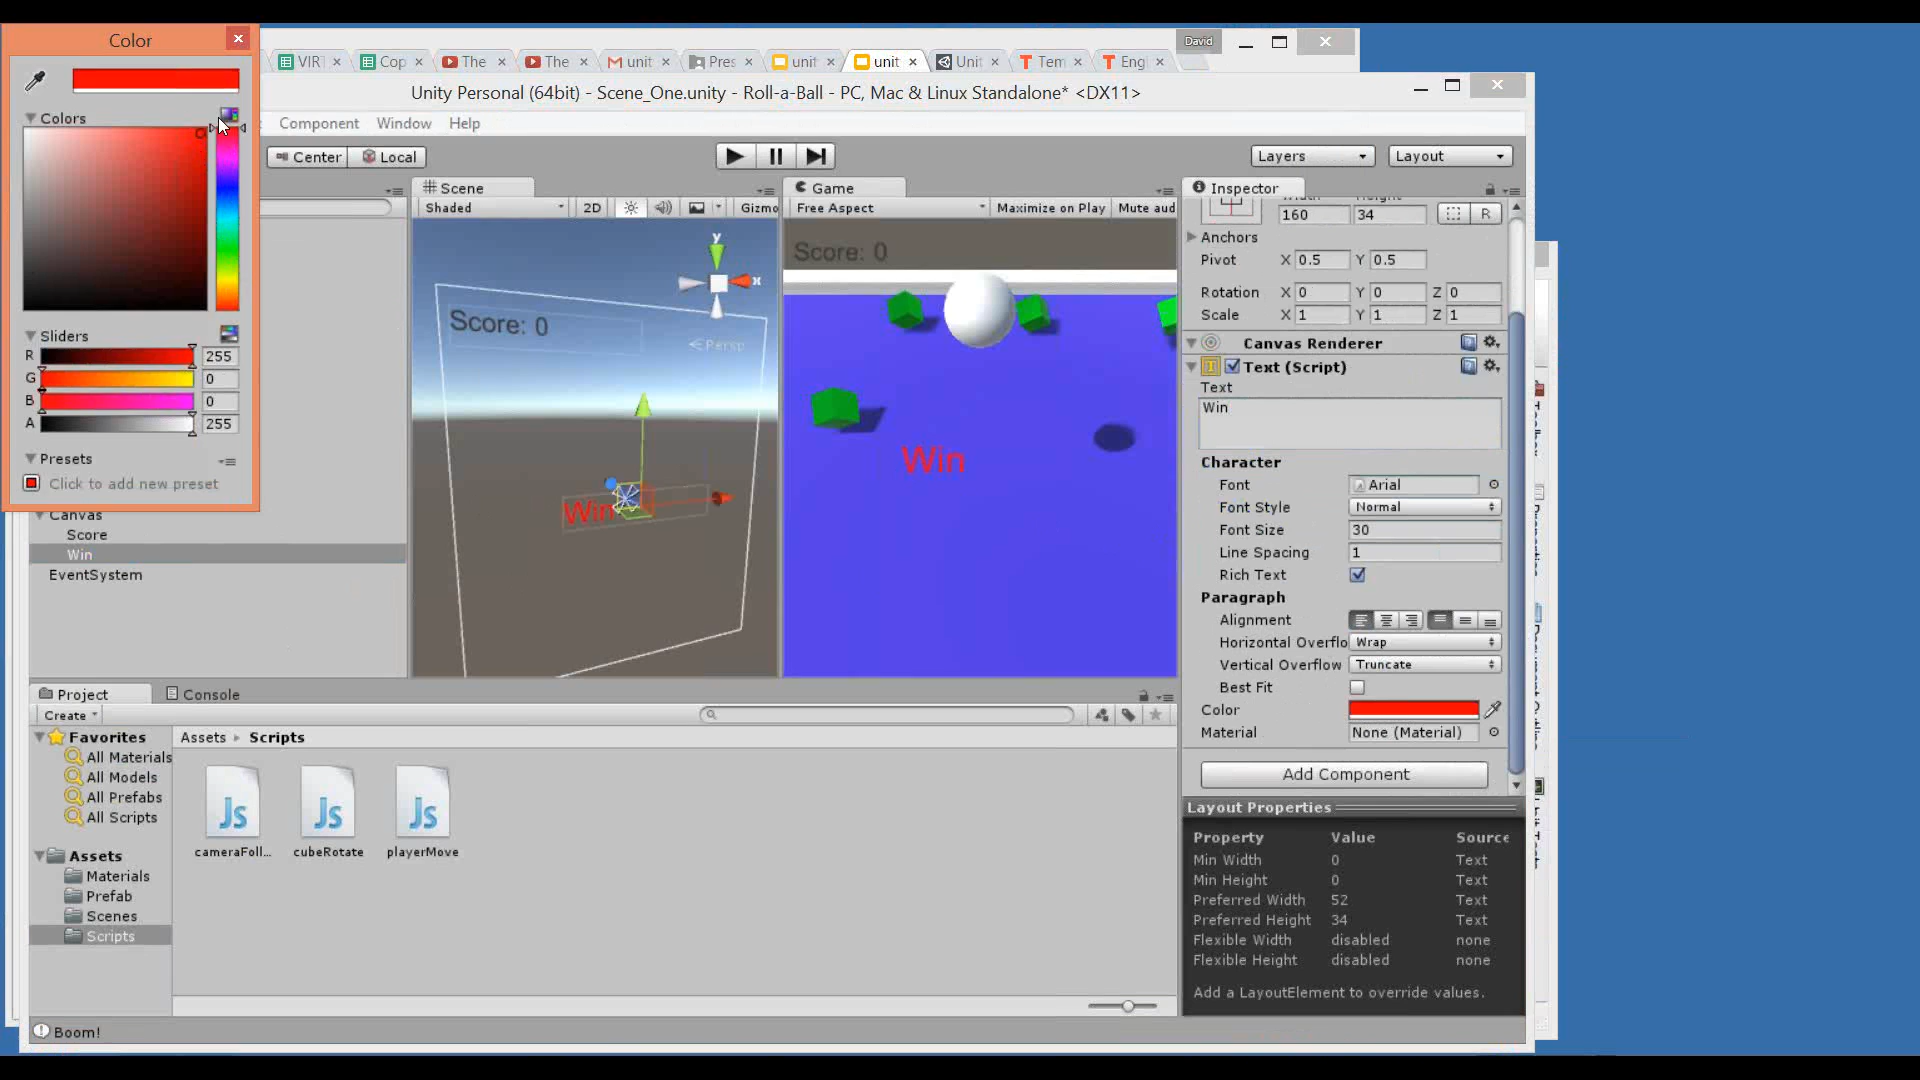 Color
David
VIRT
Cop
The
The
unit
Pres
unit
unit
Unit
Tem
Eng
Unity Personal (64bit) - Scene_One.unity - Roll-a-Ball - PC, Mac & Linux Standalone* <DX11>
Component Window Help
Colors
Center Local
Layers
Layout
Scene
Shaded 2D Gizmo
Game
Free Aspect Maximize on Play Mute aud
Inspector
160 34 R
Anchors
Pivot X 0.5 Y 0.5
Rotation X 0 Y 0 Z 0
Scale X 1 Y 1 Z 1
y
x
Persp
Score: 0
Win
Score: 0
Win
Sliders
R 255
G 0
B 0
A 255
Presets
Click to add new preset
Canvas
Score
Win
EventSystem
Canvas Renderer
Text (Script)
Text
Win
Character
Font Arial
Font Style Normal
Font Size 30
Line Spacing 1
Rich Text
Paragraph
Alignment
Horizontal Overflo Wrap
Vertical Overflow Truncate
Best Fit
Color
Material None (Material)
Add Component
Layout Properties
Property Value Source
Min Width 0 Text
Min Height 0 Text
Preferred Width 52 Text
Preferred Height 34 Text
Flexible Width disabled none
Flexible Height disabled none
Add a LayoutElement to override values.
Project Console
Create
Favorites
All Materials
All Models
All Prefabs
All Scripts
Assets
Materials
Prefab
Scenes
Scripts
Assets Scripts
Js Js Js
cameraFoll... cubeRotate playerMove
Boom!